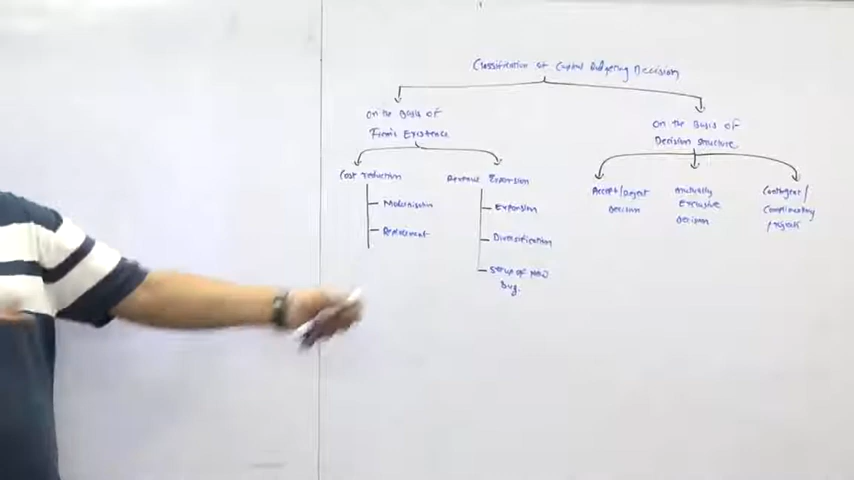 Classification of Capital Budgeting Decision
On the Basis of
Firm's Existence
On the Basis of
Decision Structure
Cost reduction
Revenue Expansion
Accept/Reject
Decision
Mutually
Exclusive
Decision
Contingent/
Complimentary
Projects
Modernisation
Replacement
Expansion
Diversification
Setup of New
Bus.